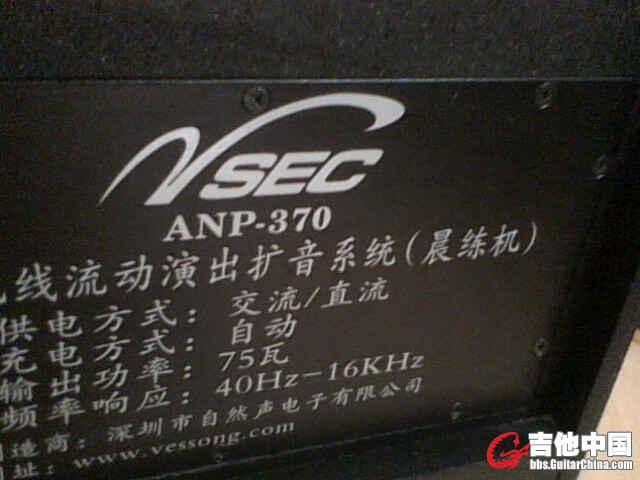 VSEC
ANP-370
线流动演出扩音系统(晨练机)
供电方式：交流/直流
充电方式：自动
输出功率：75瓦
频率响应：40Hz-16KHz
造商：深圳市自然声电子有限公司
址：www.vessong.com
吉他中国
bbs.GuitarChina.com